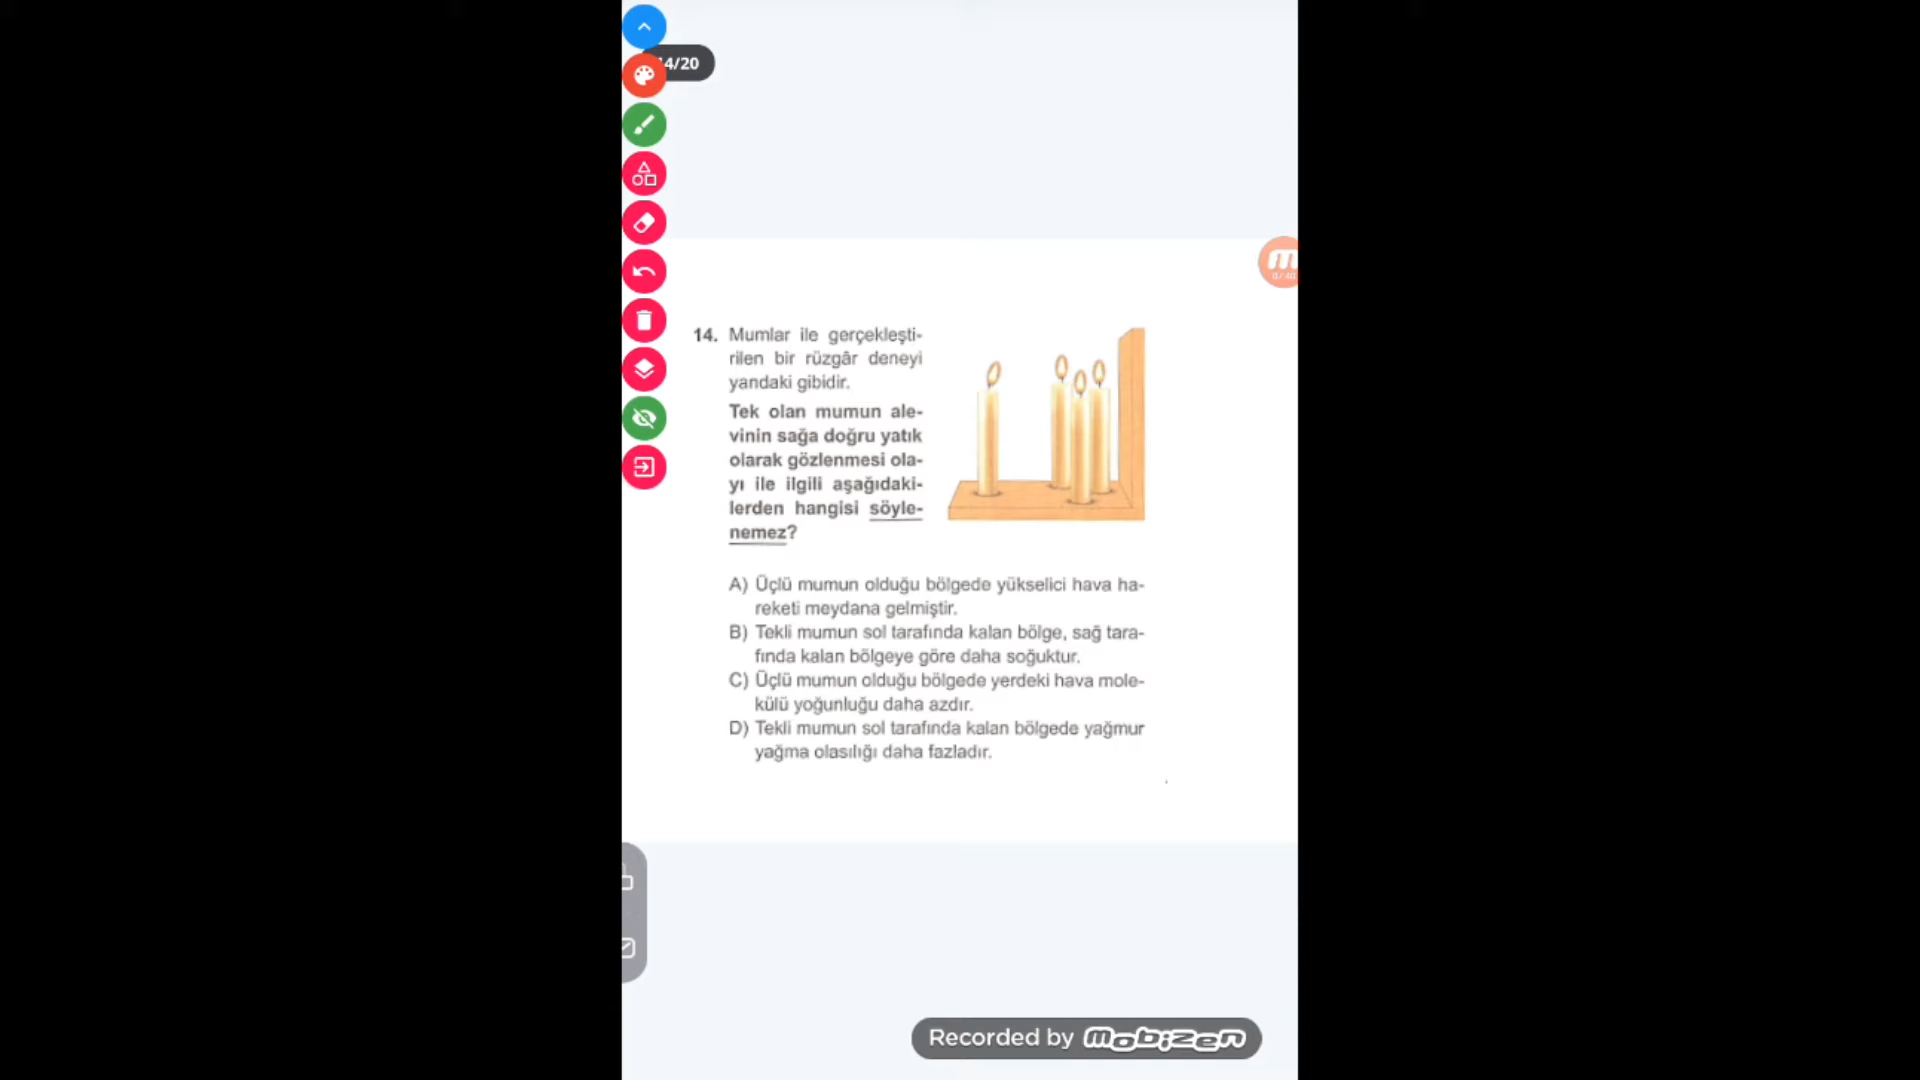 4/20
14. Mumlar ile gerçekleşti-
rilen bir rüzgâr deneyi
yandaki gibidir.
Tek olan mumun ale-
vinin sağa doğru yatık
olarak gözlenmesi ola-
yı ile ilgili aşağıdaki-
lerden hangisi söyle-
nemez?
A) Üçlü mumun olduğu bölgede yükselici hava ha-
reketi meydana gelmiştir.
B) Tekli mumun sol tarafında kalan bölge, sağ tara-
fında kalan bölgeye göre daha soğuktur.
C) Üçlü mumun olduğu bölgede yerdeki hava mole-
külü yoğunluğu daha azdır.
D) Tekli mumun sol tarafında kalan bölgede yağmur
yağma olasılığı daha fazladır.
Recorded by mobizen